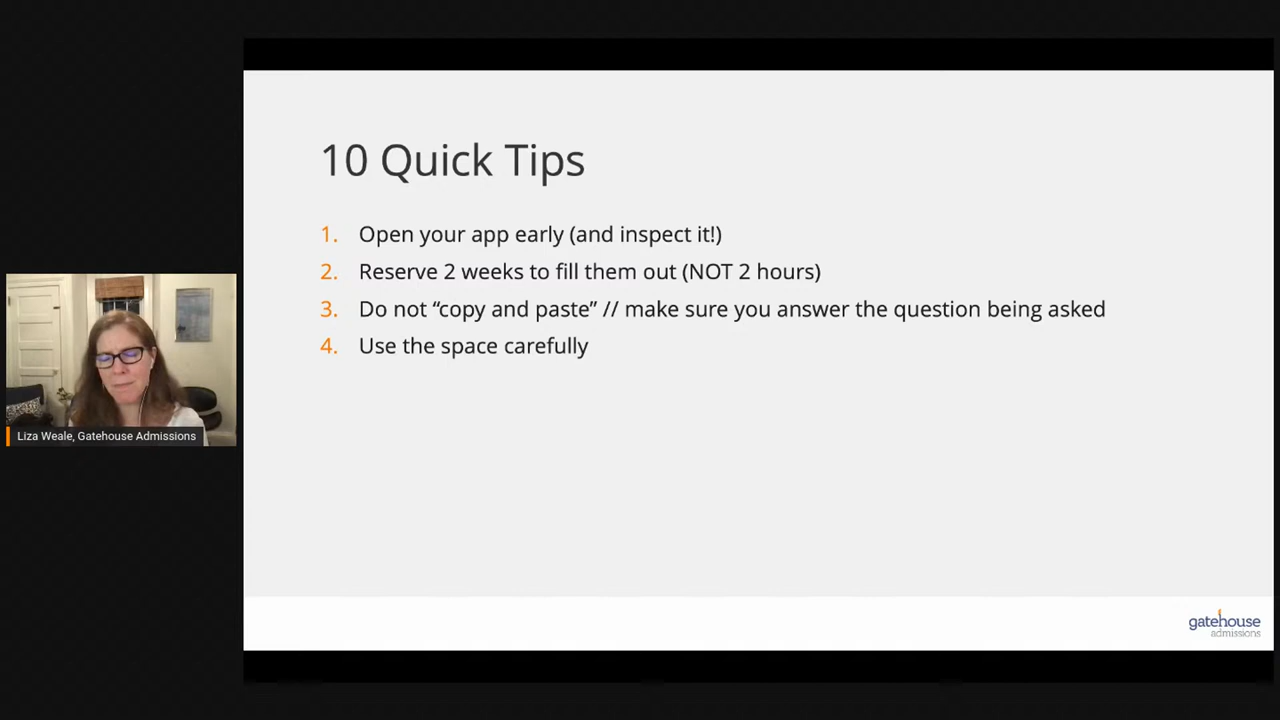 10 Quick Tips
1. Open your app early (and inspect it!)
2. Reserve 2 weeks to fill them out (NOT 2 hours)
3. Do not “copy and paste” // make sure you answer the question being asked
4. Use the space carefully
Liza Weale, Gatehouse Admissions
gatehouse
admissions